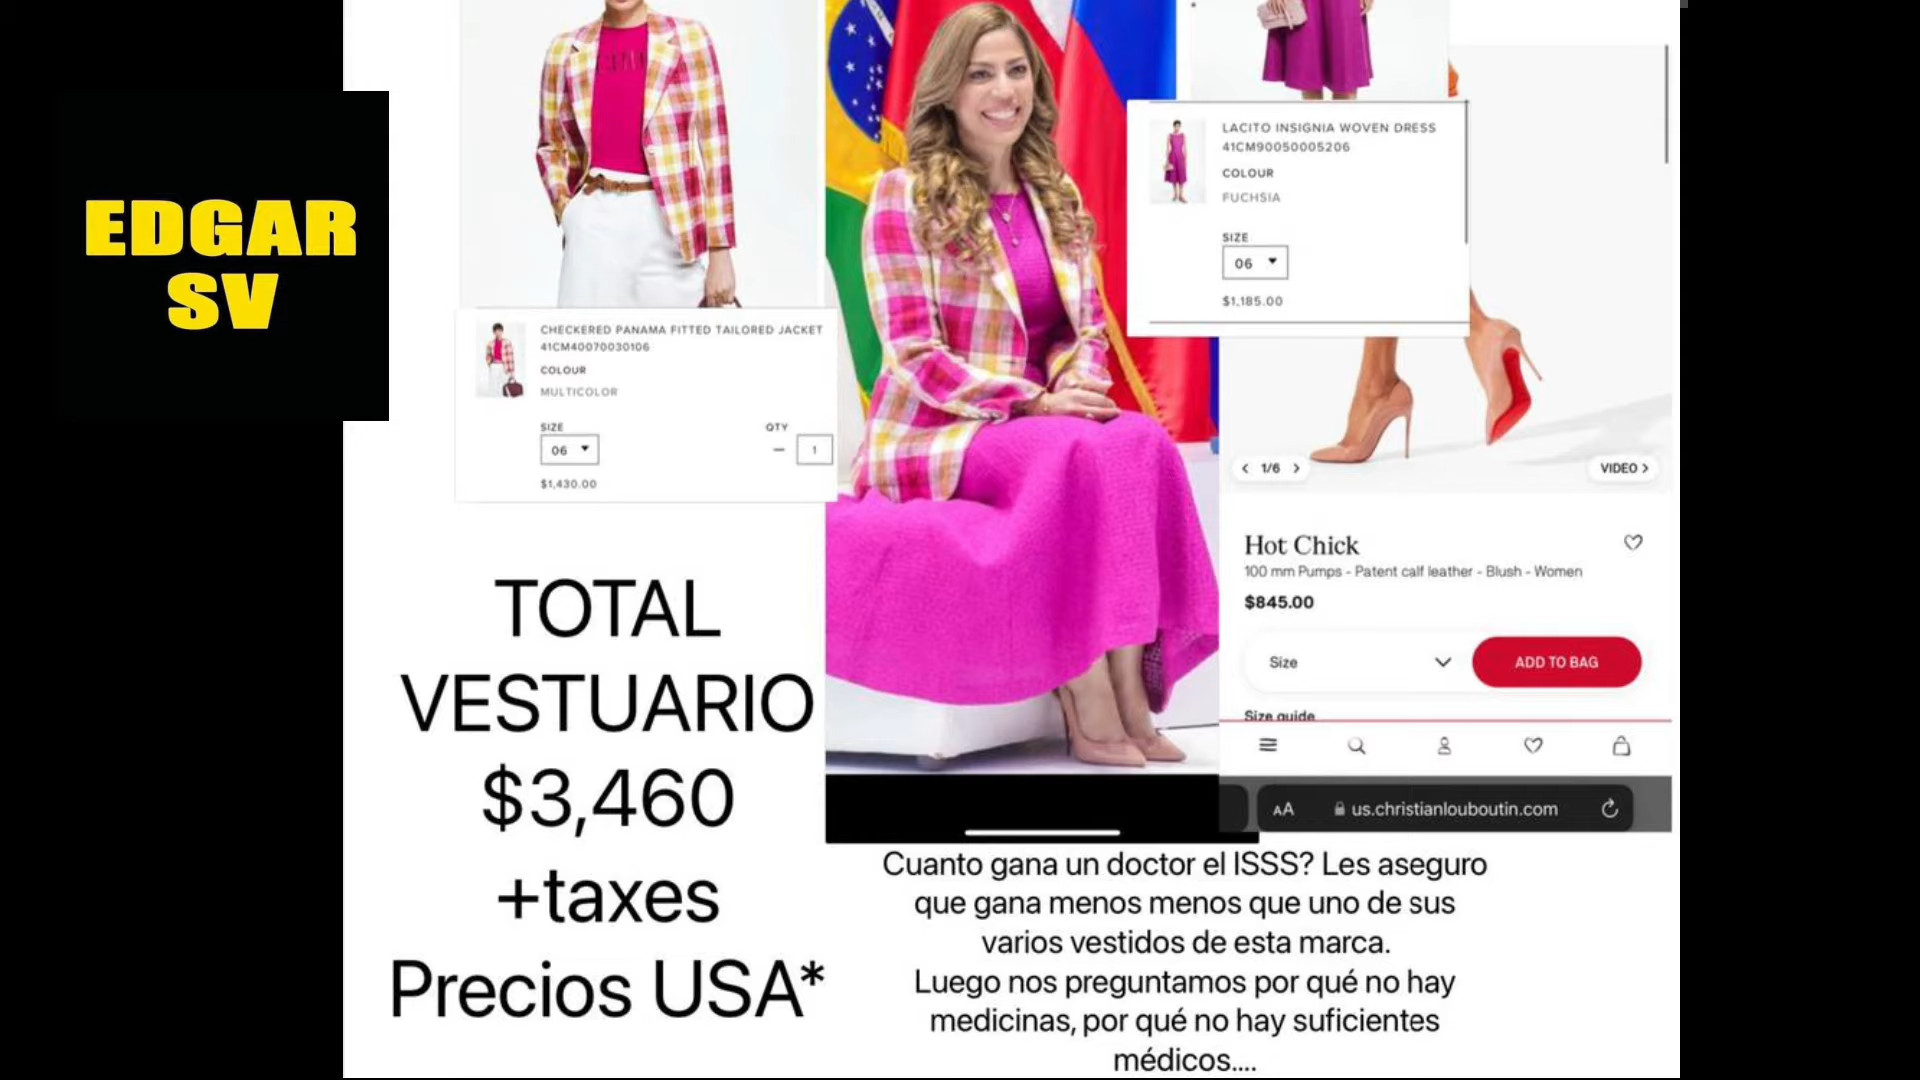 EDGAR
SV
CHECKERED PANAMA FITTED TAILORED JACKET
41CM40070030106
COLOUR
MULTICOLOR
SIZE
QTY
06
1
$1,430.00
LACITO INSIGNIA WOVEN DRESS
41CM90050005206
COLOUR
FUCHSIA
SIZE
06
$1,185.00
1/6
VIDEO
Hot Chick
100 mm Pumps - Patent calf leather - Blush - Women
$845.00
Size
ADD TO BAG
Size guide
AA
us.christianlouboutin.com
TOTAL
VESTUARIO
$3,460
+taxes
Precios USA*
Cuanto gana un doctor el ISSS? Les aseguro
que gana menos menos que uno de sus
varios vestidos de esta marca.
Luego nos preguntamos por qué no hay
medicinas, por qué no hay suficientes
médicos....